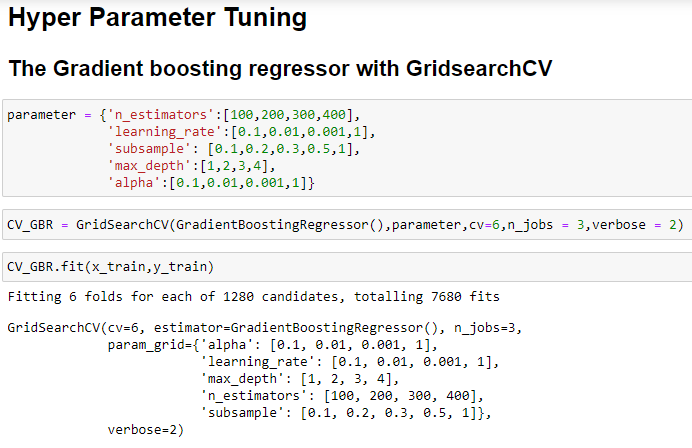 Hyper Parameter Tuning
The Gradient boosting regressor with GridsearchCV
parameter = {'n_estimators':[100,200,300,400],
'learning_rate':[0.1,0.01,0.001,1],
'subsample': [0.1,0.2,0.3,0.5,1],
'max_depth':[1,2,3,4],
'alpha':[0.1,0.01,0.001,1]}
CV_GBR = GridSearchCV(GradientBoostingRegressor(),parameter,cv=6,n_jobs = 3,verbose = 2)
CV_GBR.fit(x_train,y_train)
Fitting 6 folds for each of 1280 candidates, totalling 7680 fits
GridSearchCV(cv=6, estimator=GradientBoostingRegressor(), n_jobs=3,
param_grid={'alpha': [0.1, 0.01, 0.001, 1],
'learning_rate': [0.1, 0.01, 0.001, 1],
'max_depth': [1, 2, 3, 4],
'n_estimators': [100, 200, 300, 400],
'subsample': [0.1, 0.2, 0.3, 0.5, 1]},
verbose=2)